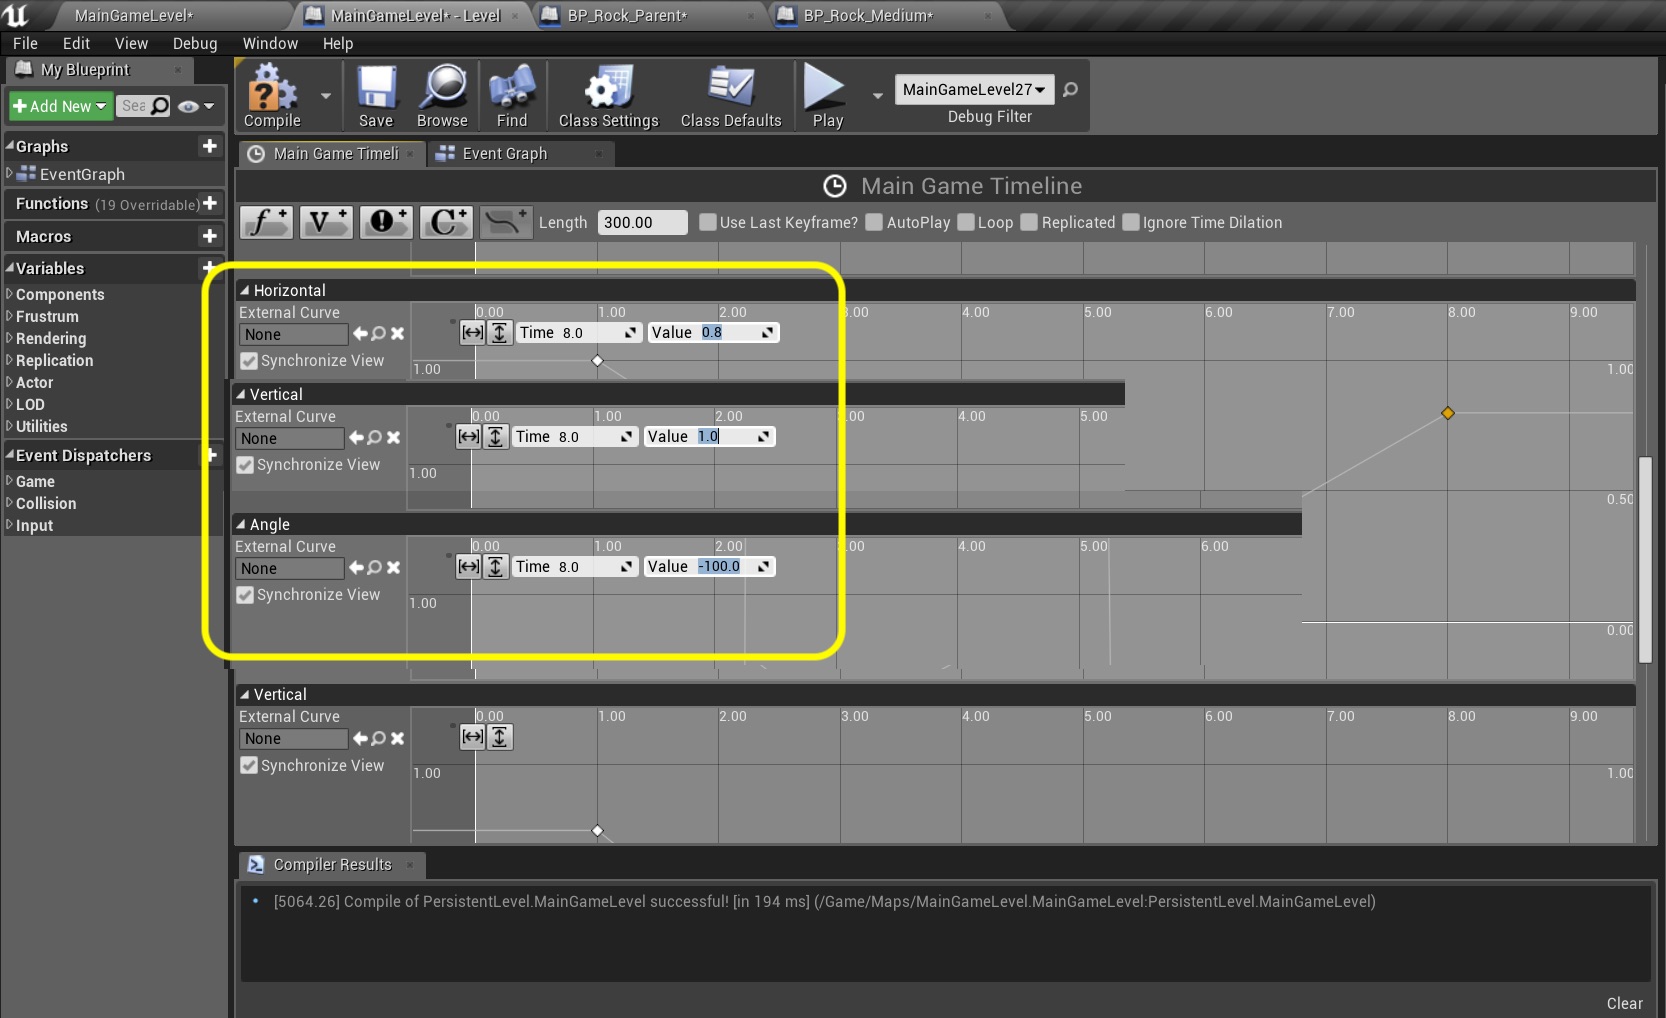 MainGameLevel*
MainGameLevel* - Level
BP_Rock_Parent*
BP_Rock_Medium*
File Edit View Debug Window Help
My Blueprint
Add New
Sea
Graphs
EventGraph
Functions (19 Overridable)
Macros
Variables
Components
Frustrum
Rendering
Replication
Actor
LOD
Utilities
Event Dispatchers
Game
Collision
Input
Compile Save Browse Find Class Settings Class Defaults Play
MainGameLevel27
Debug Filter
Main Game Timeli
Event Graph
Main Game Timeline
f V C Length 300.00 Use Last Keyframe? AutoPlay Loop Replicated Ignore Time Dilation
Horizontal
External Curve
0.00 1.00 2.00 3.00 4.00 5.00 6.00 7.00 8.00 9.00
None
Time 8.0 Value 0.8
Synchronize View
1.00 1.00
Vertical
External Curve
0.00 1.00 2.00 4.00 5.00
None
Time 8.0 Value 1.0
Synchronize View
1.00
0.50
Angle
External Curve
0.00 1.00 2.00 3.00 4.00 5.00 6.00
None
Time 8.0 Value -100.0
Synchronize View
1.00
0.00
Vertical
External Curve
0.00 1.00 2.00 3.00 4.00 5.00 6.00 7.00 8.00 9.00
None
Synchronize View
1.00 1.00
Compiler Results
[5064.26] Compile of PersistentLevel.MainGameLevel successful! [in 194 ms] (/Game/Maps/MainGameLevel.MainGameLevel:PersistentLevel.MainGameLevel)
Clear